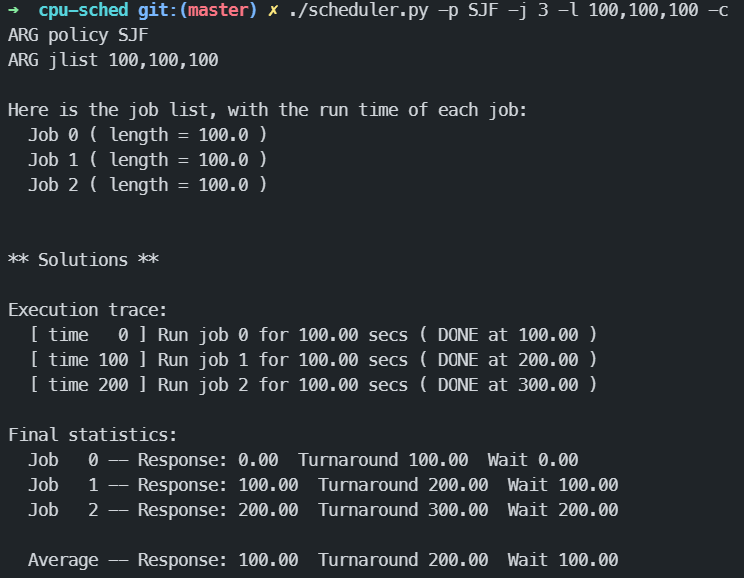 ➜  cpu-sched git:(master) ✗ ./scheduler.py -p SJF -j 3 -l 100,100,100 -c
ARG policy SJF
ARG jlist 100,100,100
Here is the job list, with the run time of each job:
  Job 0 ( length = 100.0 )
  Job 1 ( length = 100.0 )
  Job 2 ( length = 100.0 )
** Solutions **
Execution trace:
  [ time   0 ] Run job 0 for 100.00 secs ( DONE at 100.00 )
  [ time 100 ] Run job 1 for 100.00 secs ( DONE at 200.00 )
  [ time 200 ] Run job 2 for 100.00 secs ( DONE at 300.00 )
Final statistics:
  Job   0 -- Response: 0.00  Turnaround 100.00  Wait 0.00
  Job   1 -- Response: 100.00  Turnaround 200.00  Wait 100.00
  Job   2 -- Response: 200.00  Turnaround 300.00  Wait 200.00
  Average -- Response: 100.00  Turnaround 200.00  Wait 100.00